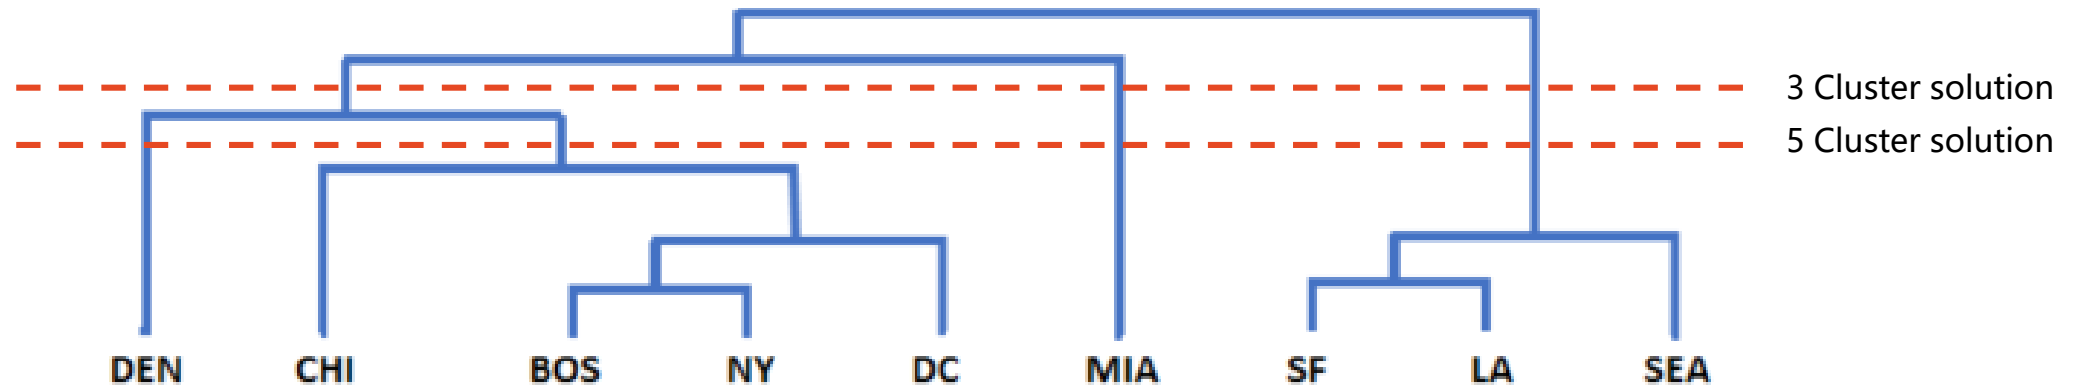 3 Cluster solution
5 Cluster solution
DEN CHI BOS NY DC MIA SF LA SEA